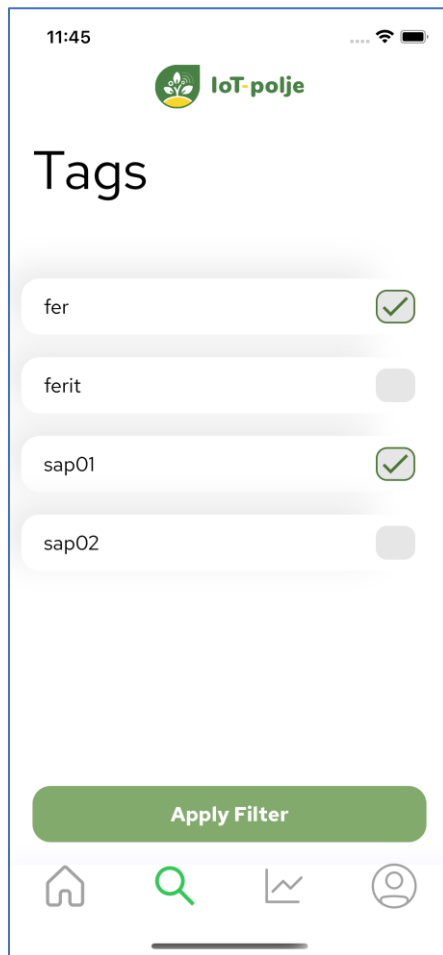 11:45
IoT-polje
Tags
fer
ferit
sap01
sap02
Apply Filter